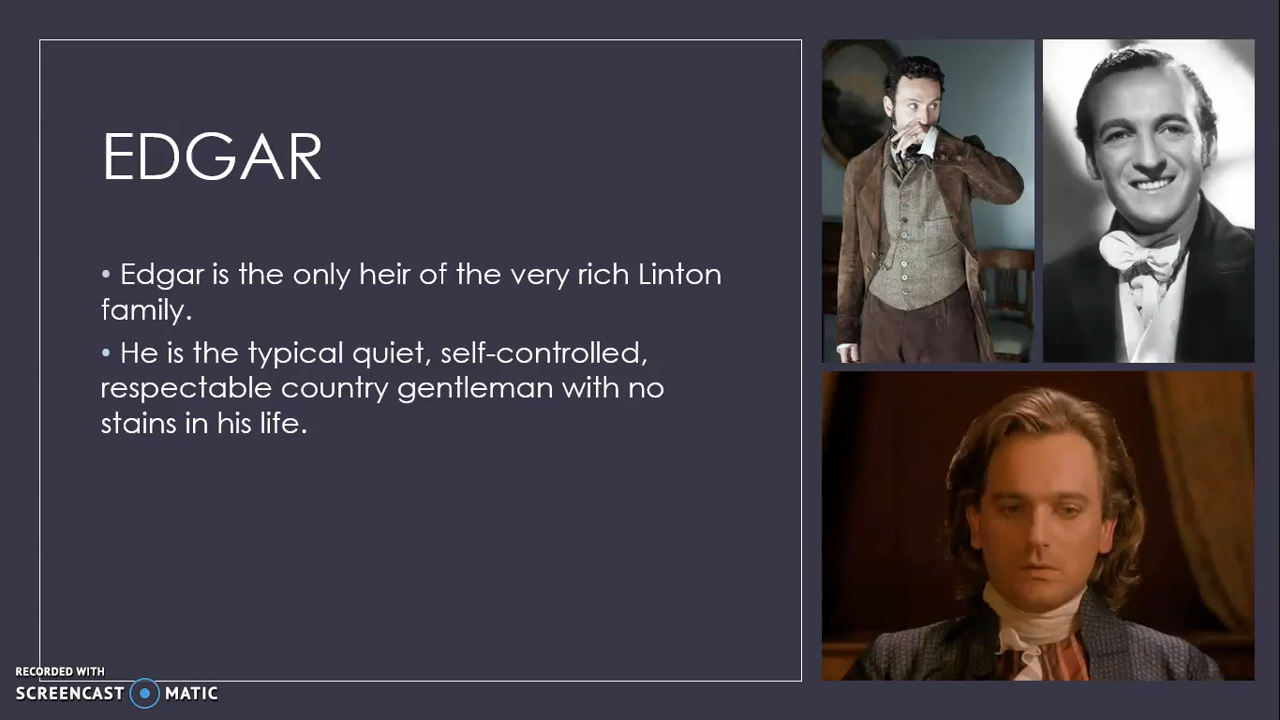 EDGAR
• Edgar is the only heir of the very rich Linton
family.
• He is the typical quiet, self-controlled,
respectable country gentleman with no
stains in his life.
RECORDED WITH
SCREENCAST MATIC